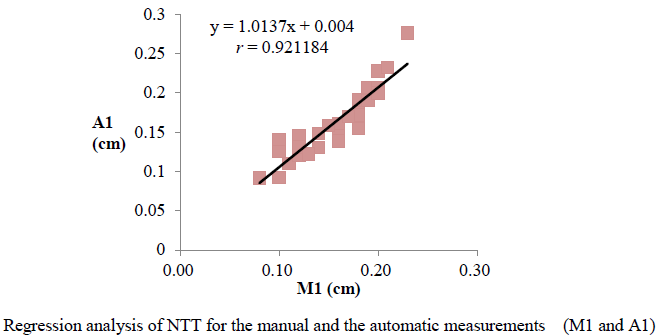 0.3
y = 1.0137x + 0.004
r = 0.921184
0.25
0.2
A1
(cm)
0.15
0.1
0.05
0
0.00 0.10 0.20 0.30
M1 (cm)
Regression analysis of NTT for the manual and the automatic measurements (M1 and A1)